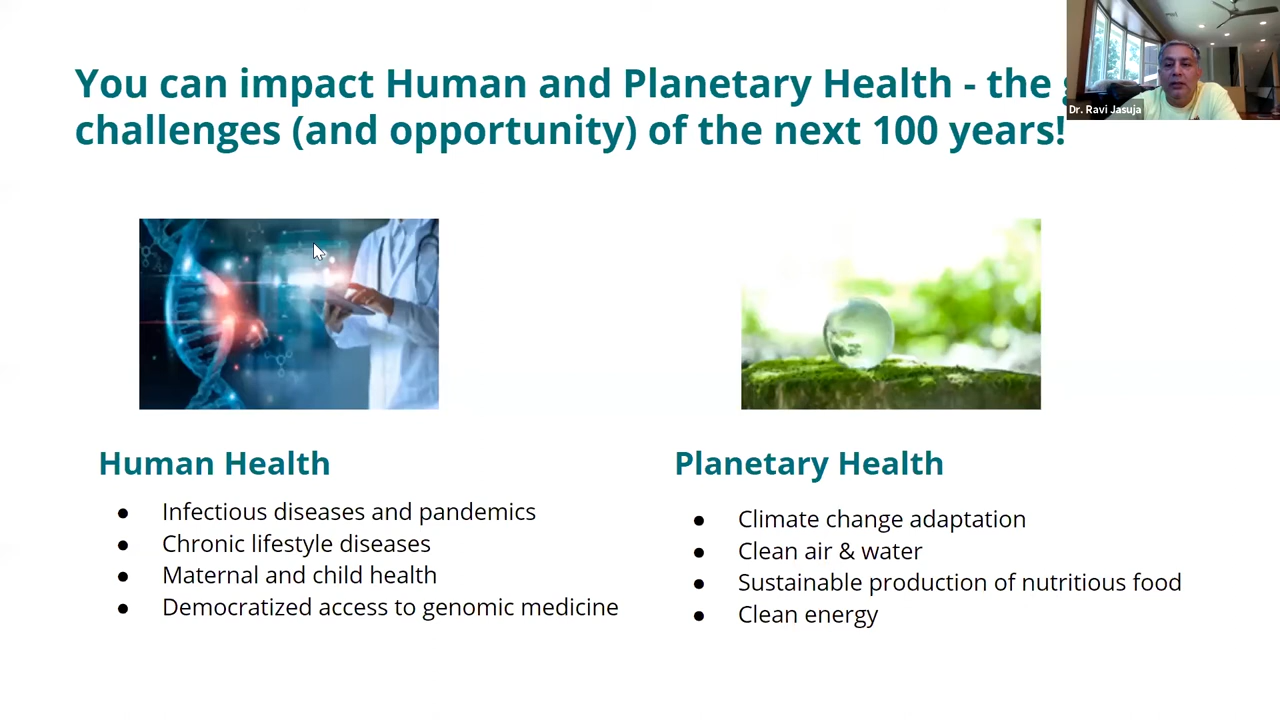 You can impact Human and Planetary Health - the
challenges (and opportunity) of the next 100 years!
Dr. Ravi Jasuja
Human Health
● Infectious diseases and pandemics
● Chronic lifestyle diseases
● Maternal and child health
● Democratized access to genomic medicine
Planetary Health
● Climate change adaptation
● Clean air & water
● Sustainable production of nutritious food
● Clean energy